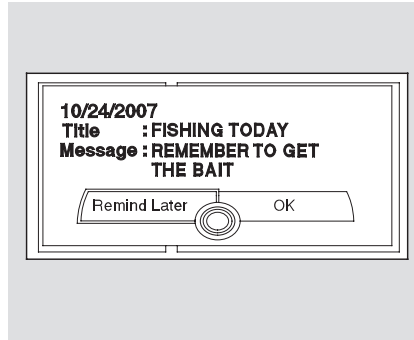 10/24/2007
Title : FISHING TODAY
Message : REMEMBER TO GET
THE BAIT
Remind Later OK